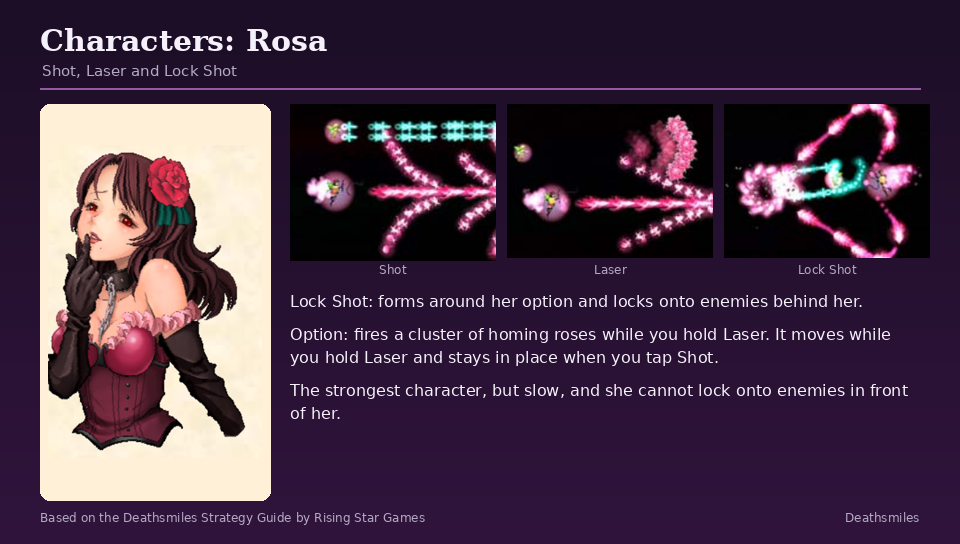 Characters: Rosa
Shot, Laser and Lock Shot
Shot
Laser
Lock Shot
Lock Shot: forms around her option and locks onto enemies behind her.
Option: fires a cluster of homing roses while you hold Laser. It moves while
you hold Laser and stays in place when you tap Shot.
The strongest character, but slow, and she cannot lock onto enemies in front
of her.
Based on the Deathsmiles Strategy Guide by Rising Star Games
Deathsmiles